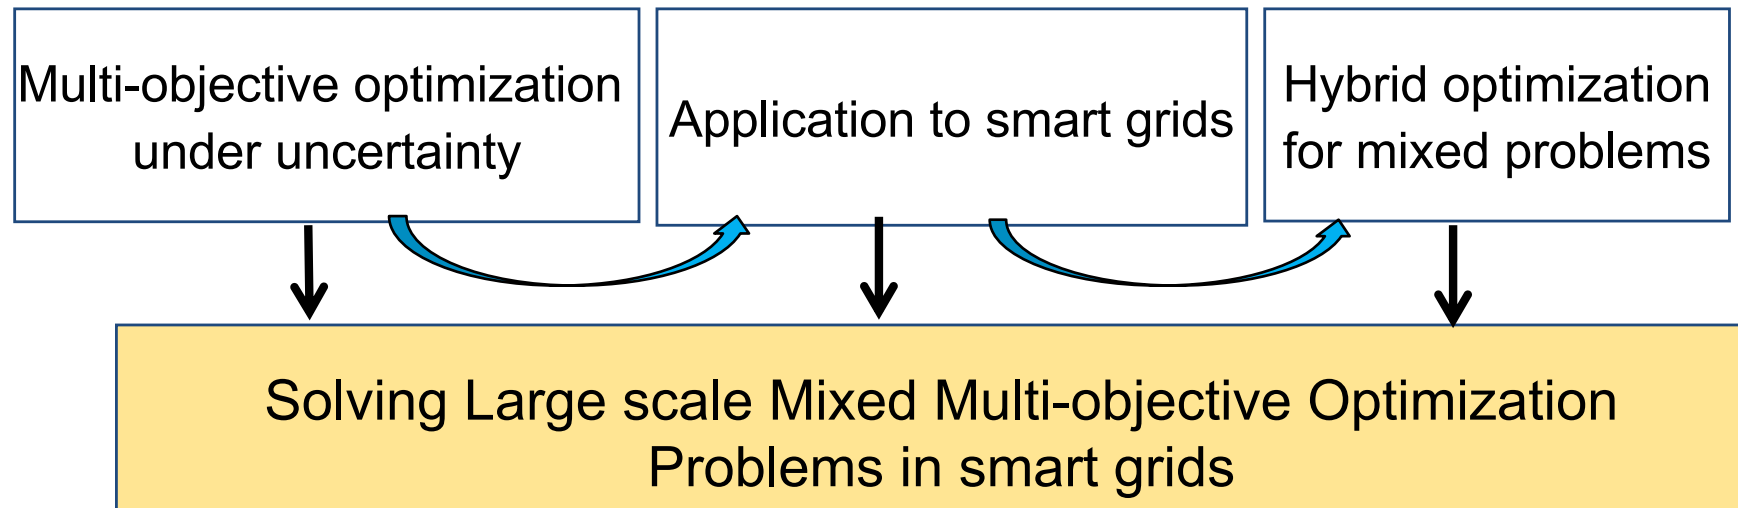 Multi-objective optimization
under uncertainty
Application to smart grids
Hybrid optimization
for mixed problems
Solving Large scale Mixed Multi-objective Optimization
Problems in smart grids